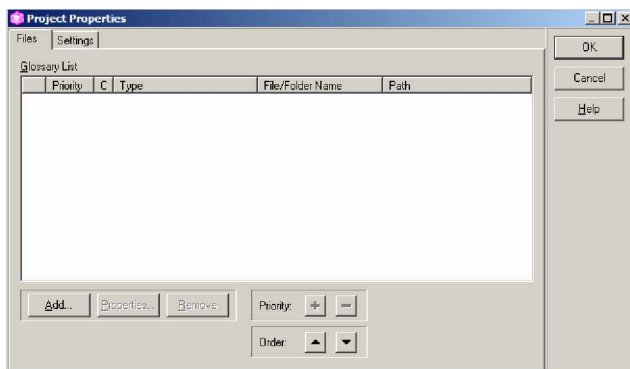 Project Properties
Files Settings
OK
Glossary List
Cancel
Priority C Type File/Folder Name Path
Help
Add... Properties... Remove Priority:
Order: